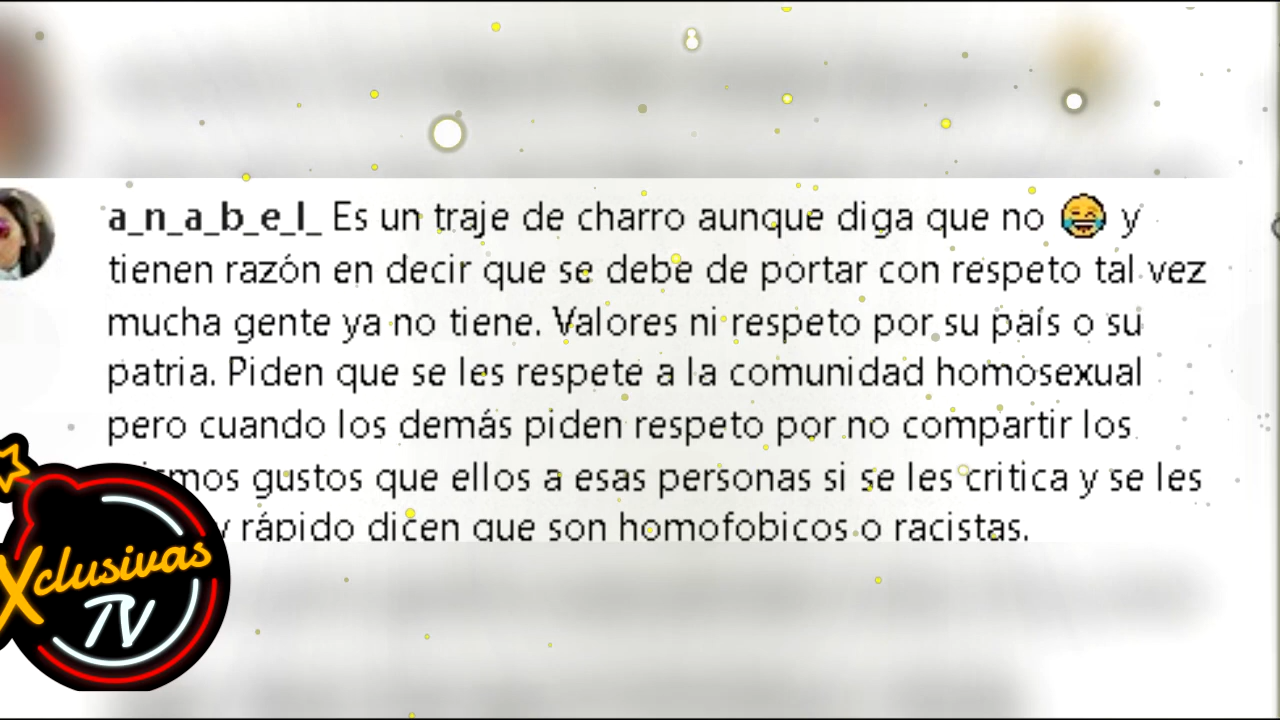 a_n_a_b_e_l_ Es un traje de charro aunque diga que no 😂 y
tienen razón en decir que se debe de portar con respeto tal vez
mucha gente ya no tiene. Valores ni respeto por su país o su
patria. Piden que se les respete a la comunidad homosexual
pero cuando los demás piden respeto por no compartir los
mismos gustos que ellos a esas personas si se les critica y se les
y rápido dicen que son homofobicos o racistas.
Xclusivas
TV